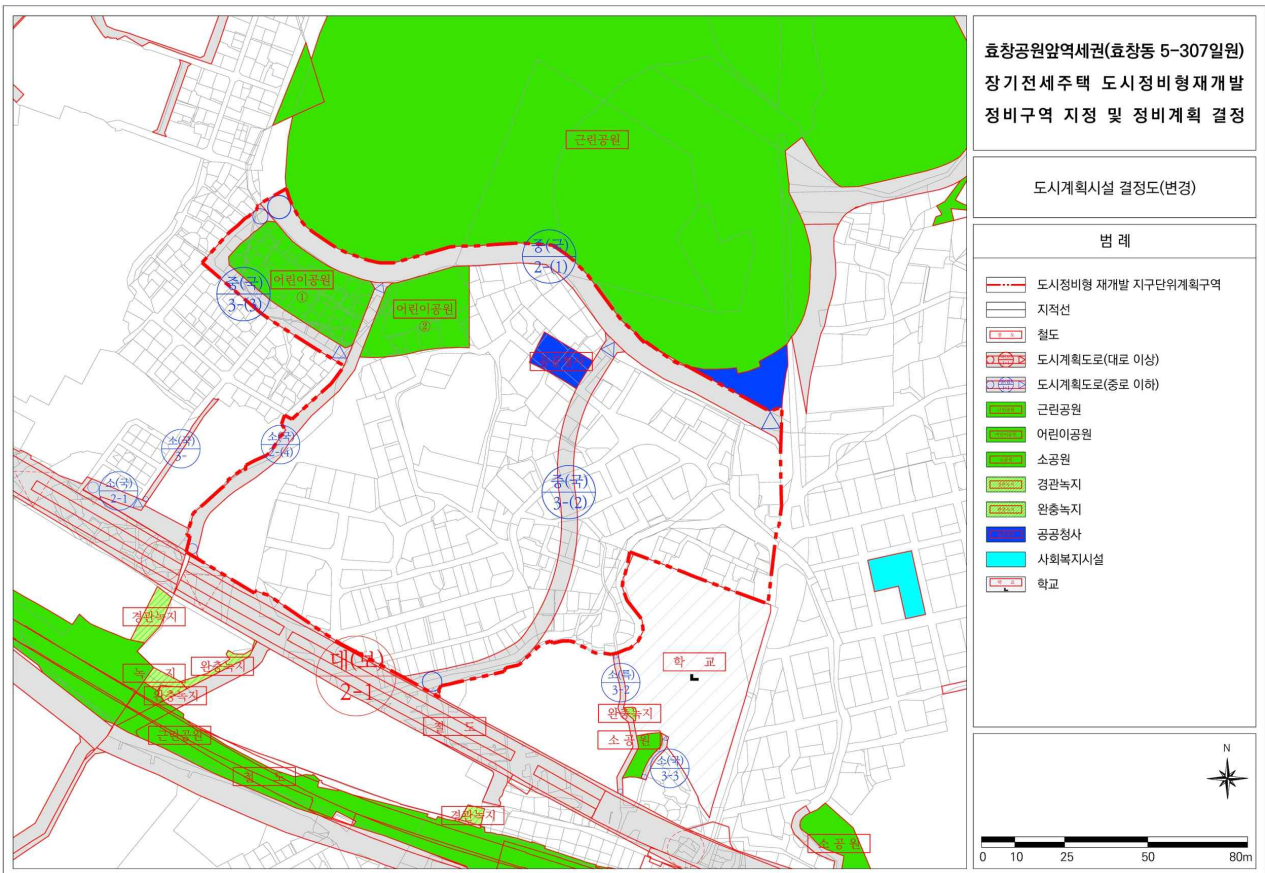 효창공원앞역세권(효창동 5-307일원)
장기전세주택 도시정비형재개발
정비구역 지정 및 정비계획 결정
도시계획시설 결정도(변경)
범 례
도시정비형 재개발 지구단위계획구역
지적선
철도
도시계획도로(대로 이상)
도시계획도로(중로 이하)
근린공원
어린이공원
소공원
경관녹지
완충녹지
공공청사
사회복지시설
학교
N
0 10 25 50 80m
근린공원
중(국)
2-(1)
어린이공원
①
중(국)
3-(3)
어린이공원
②
소(국)
3-
소(국)
2-(4)
소(국)
2-1
중(국)
3-(2)
경관녹지
완충녹지
녹 지
완충녹지
근린공원
대(보)
2-1
철 도
철 도
경관녹지
학 교
소(특)
3-2
완충녹지
소공원
소(국)
3-3
소공원